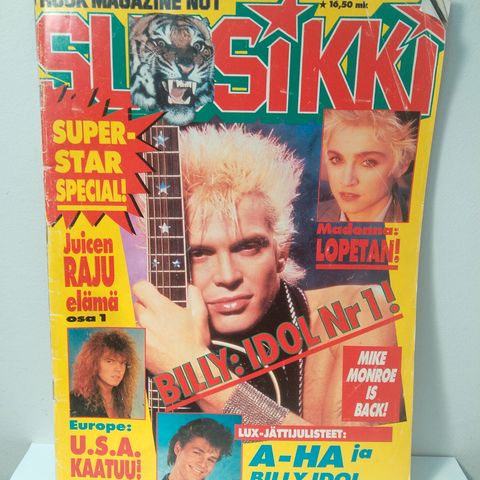 ROCK MAGAZINE NO1
★ 16,50 mk
SUOSIKKI
SUPER-
STAR
SPECIAL!
Madonna:
LOPETAN!
Juicen
RAJU
elämä
osa 1
BILLY: IDOL Nr 1!
MIKE
MONROE
IS
BACK!
Europe:
U.S.A.
KAATUU!
LUX-JÄTTIJULISTEET:
A-HA ja
BILLY IDOL